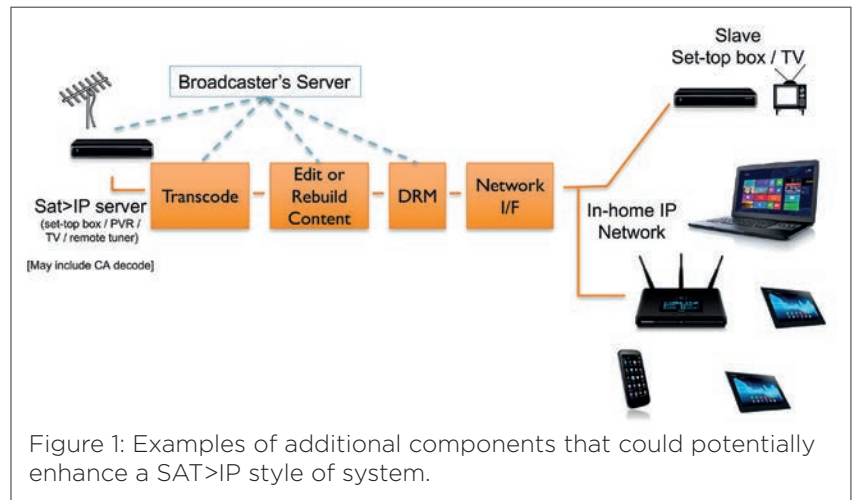 Slave
Set-top box / TV
Broadcaster's Server
Transcode
Edit or
Rebuild
Content
DRM
Network
I/F
Sat>IP server
(set-top box / PVR /
TV / remote tuner)
[May include CA decode]
In-home IP
Network
Figure 1: Examples of additional components that could potentially
enhance a SAT>IP style of system.